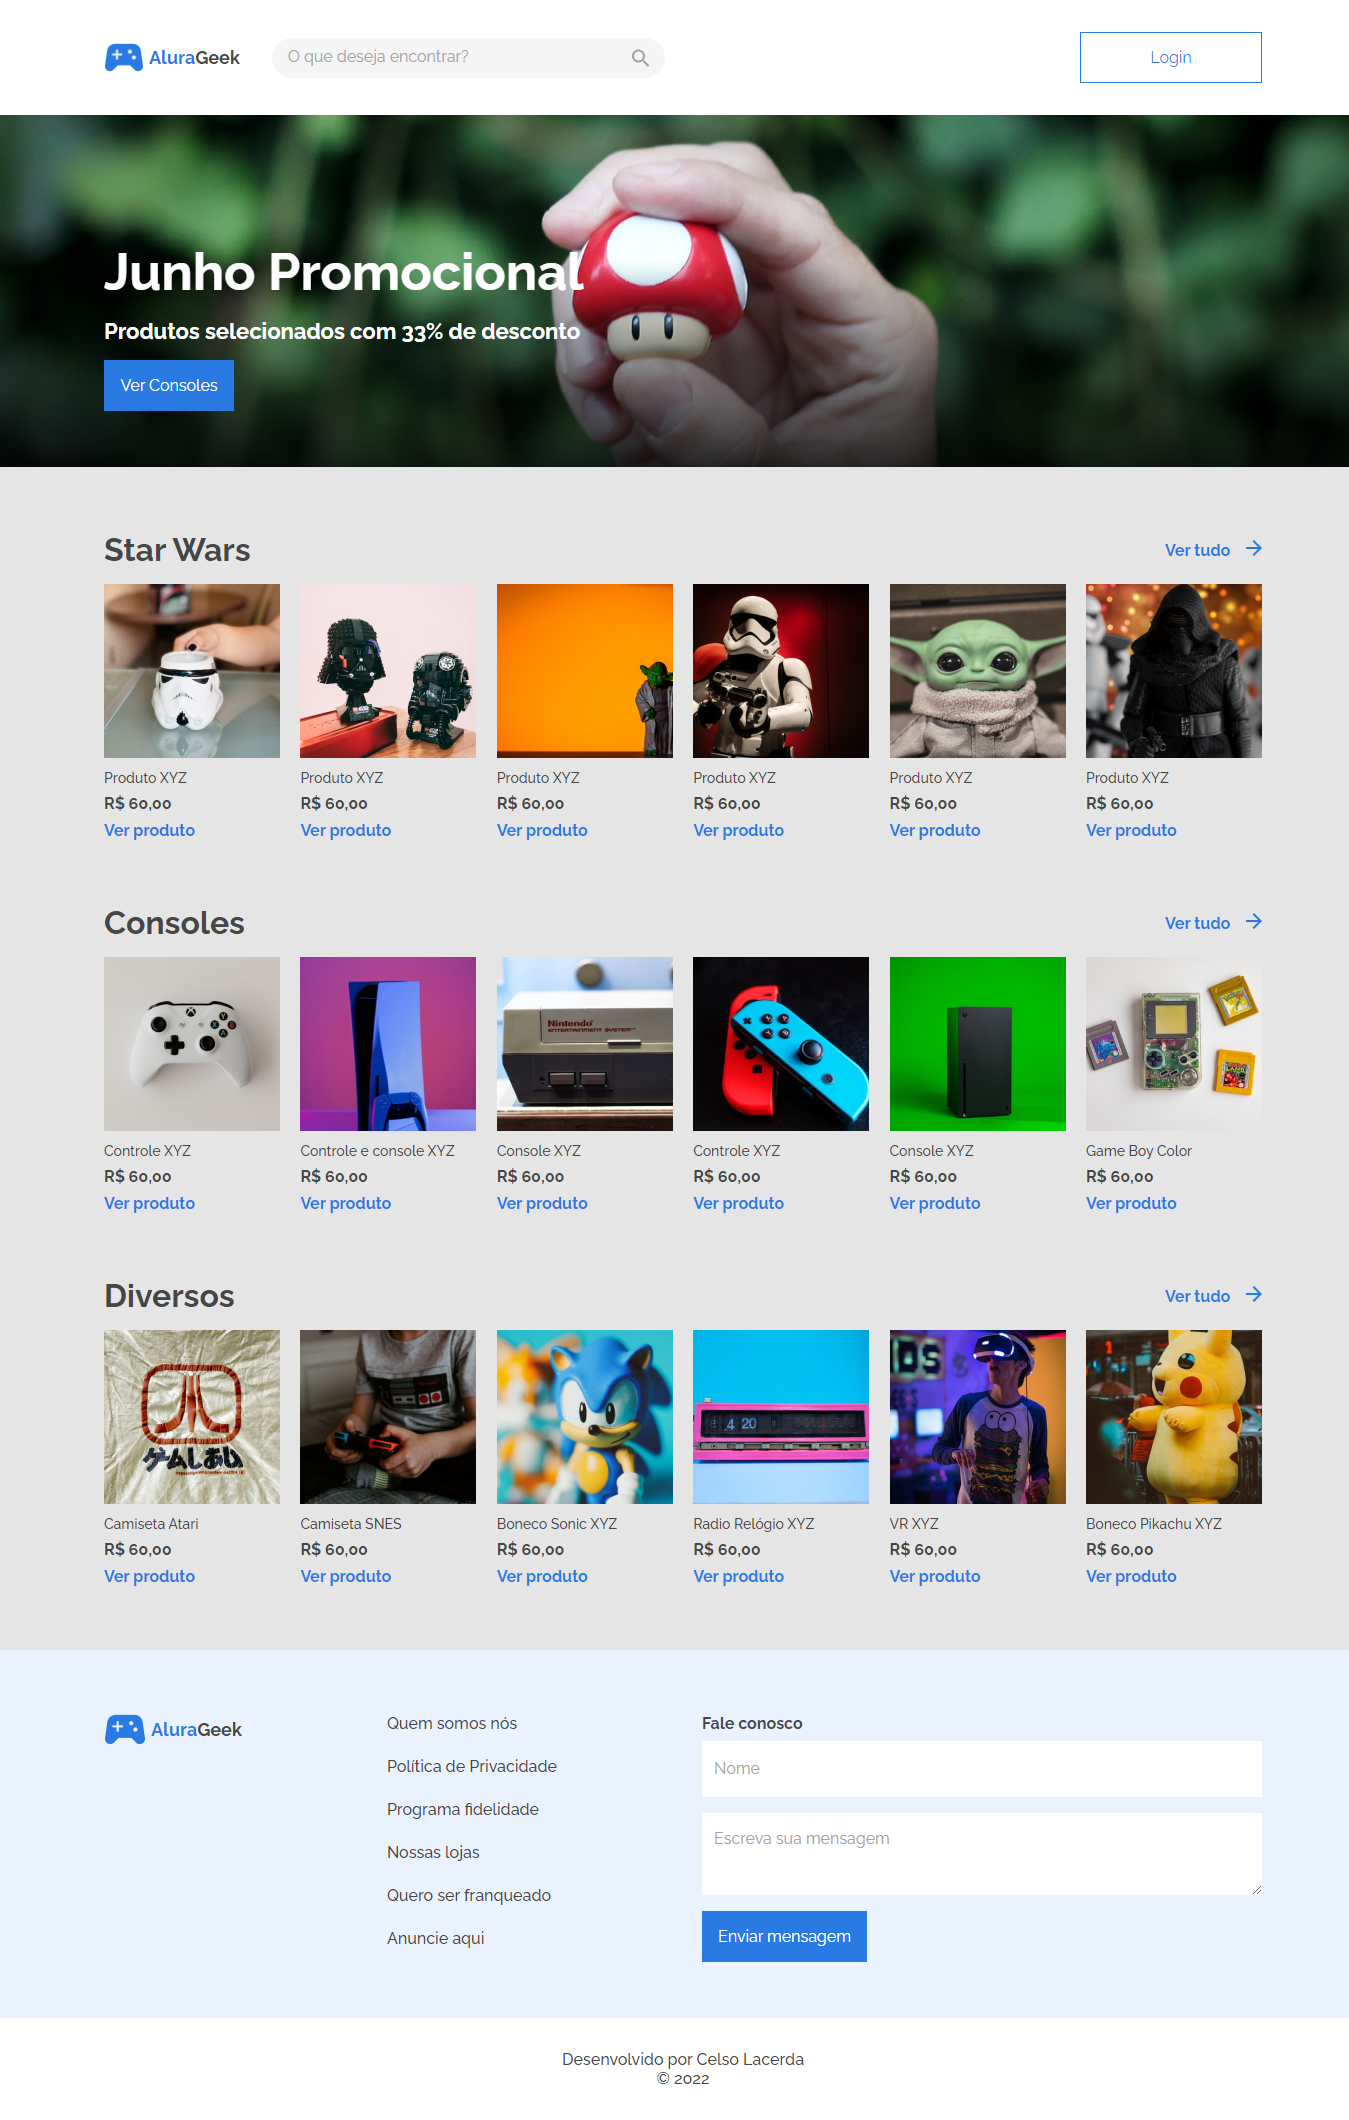 AluraGeek
O que deseja encontrar?
Login
Junho Promocional
Produtos selecionados com 33% de desconto
Ver Consoles
Star Wars
Ver tudo
Produto XYZ
R$ 60,00
Ver produto
Produto XYZ
R$ 60,00
Ver produto
Produto XYZ
R$ 60,00
Ver produto
Produto XYZ
R$ 60,00
Ver produto
Produto XYZ
R$ 60,00
Ver produto
Produto XYZ
R$ 60,00
Ver produto
Consoles
Ver tudo
Controle XYZ
R$ 60,00
Ver produto
Controle e console XYZ
R$ 60,00
Ver produto
Nintendo
ENTERTAINMENT SYSTEM™
Console XYZ
R$ 60,00
Ver produto
Controle XYZ
R$ 60,00
Ver produto
Console XYZ
R$ 60,00
Ver produto
Game Boy Color
R$ 60,00
Ver produto
Diversos
Ver tudo
Camiseta Atari
R$ 60,00
Ver produto
Camiseta SNES
R$ 60,00
Ver produto
Boneco Sonic XYZ
R$ 60,00
Ver produto
4 20
Radio Relógio XYZ
R$ 60,00
Ver produto
VR XYZ
R$ 60,00
Ver produto
Boneco Pikachu XYZ
R$ 60,00
Ver produto
AluraGeek
Quem somos nós
Política de Privacidade
Programa fidelidade
Nossas lojas
Quero ser franqueado
Anuncie aqui
Fale conosco
Nome
Escreva sua mensagem
Enviar mensagem
Desenvolvido por Celso Lacerda
© 2022